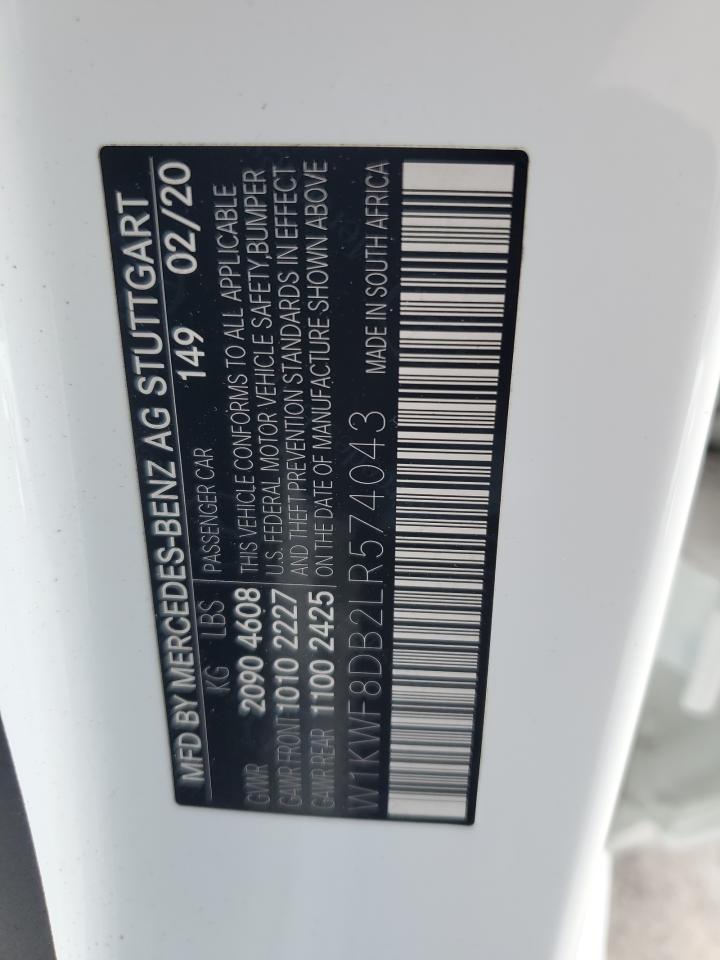 MFD BY MERCEDES-BENZ AG STUTTGART
KG LBS PASSENGER CAR 149 02/20
GVWR 2090 4608 THIS VEHICLE CONFORMS TO ALL APPLICABLE
GAWR FRONT 1010 2227 U.S. FEDERAL MOTOR VEHICLE SAFETY,BUMPER
GAWR REAR 1100 2425 AND THEFT PREVENTION STANDARDS IN EFFECT
ON THE DATE OF MANUFACTURE SHOWN ABOVE
W1KWF8DB2LR574043 MADE IN SOUTH AFRICA